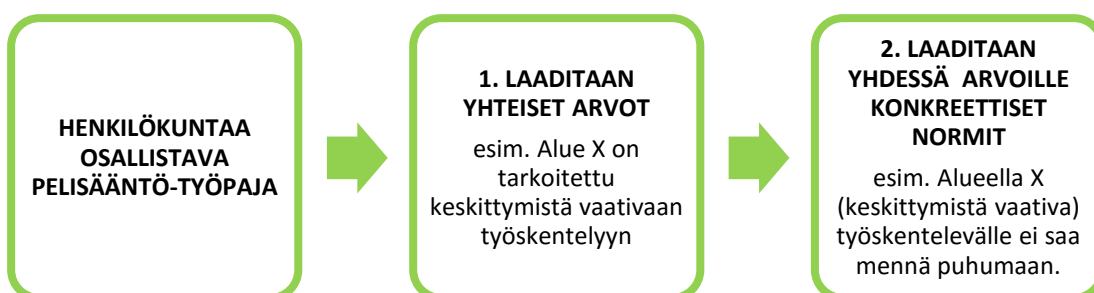 HENKILÖKUNTAA
OSALLISTAVA
PELISÄÄNTÖ-TYÖPAJA
1. LAADITAAN
YHTEISET ARVOT
esim. Alue X on
tarkoitettu
keskittymistä vaativaan
työskentelyyn
2. LAADITAAN
YHDESSÄ ARVOILLE
KONKREETTISET
NORMIT
esim. Alueella X
(keskittymistä vaativa)
työskentelevälle ei saa
mennä puhumaan.